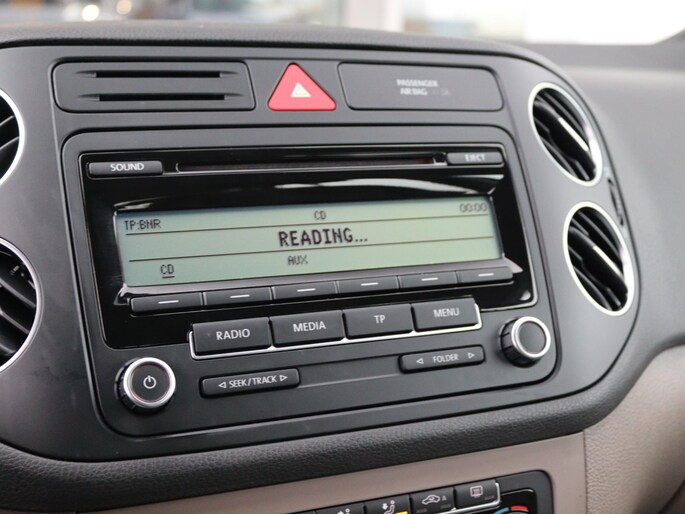 PASSENGER
AIR BAG
SOUND
EJECT
CD
00:00
TP:BNR
READING...
CD
AUX
RADIO
MEDIA
TP
MENU
SEEK/TRACK
FOLDER